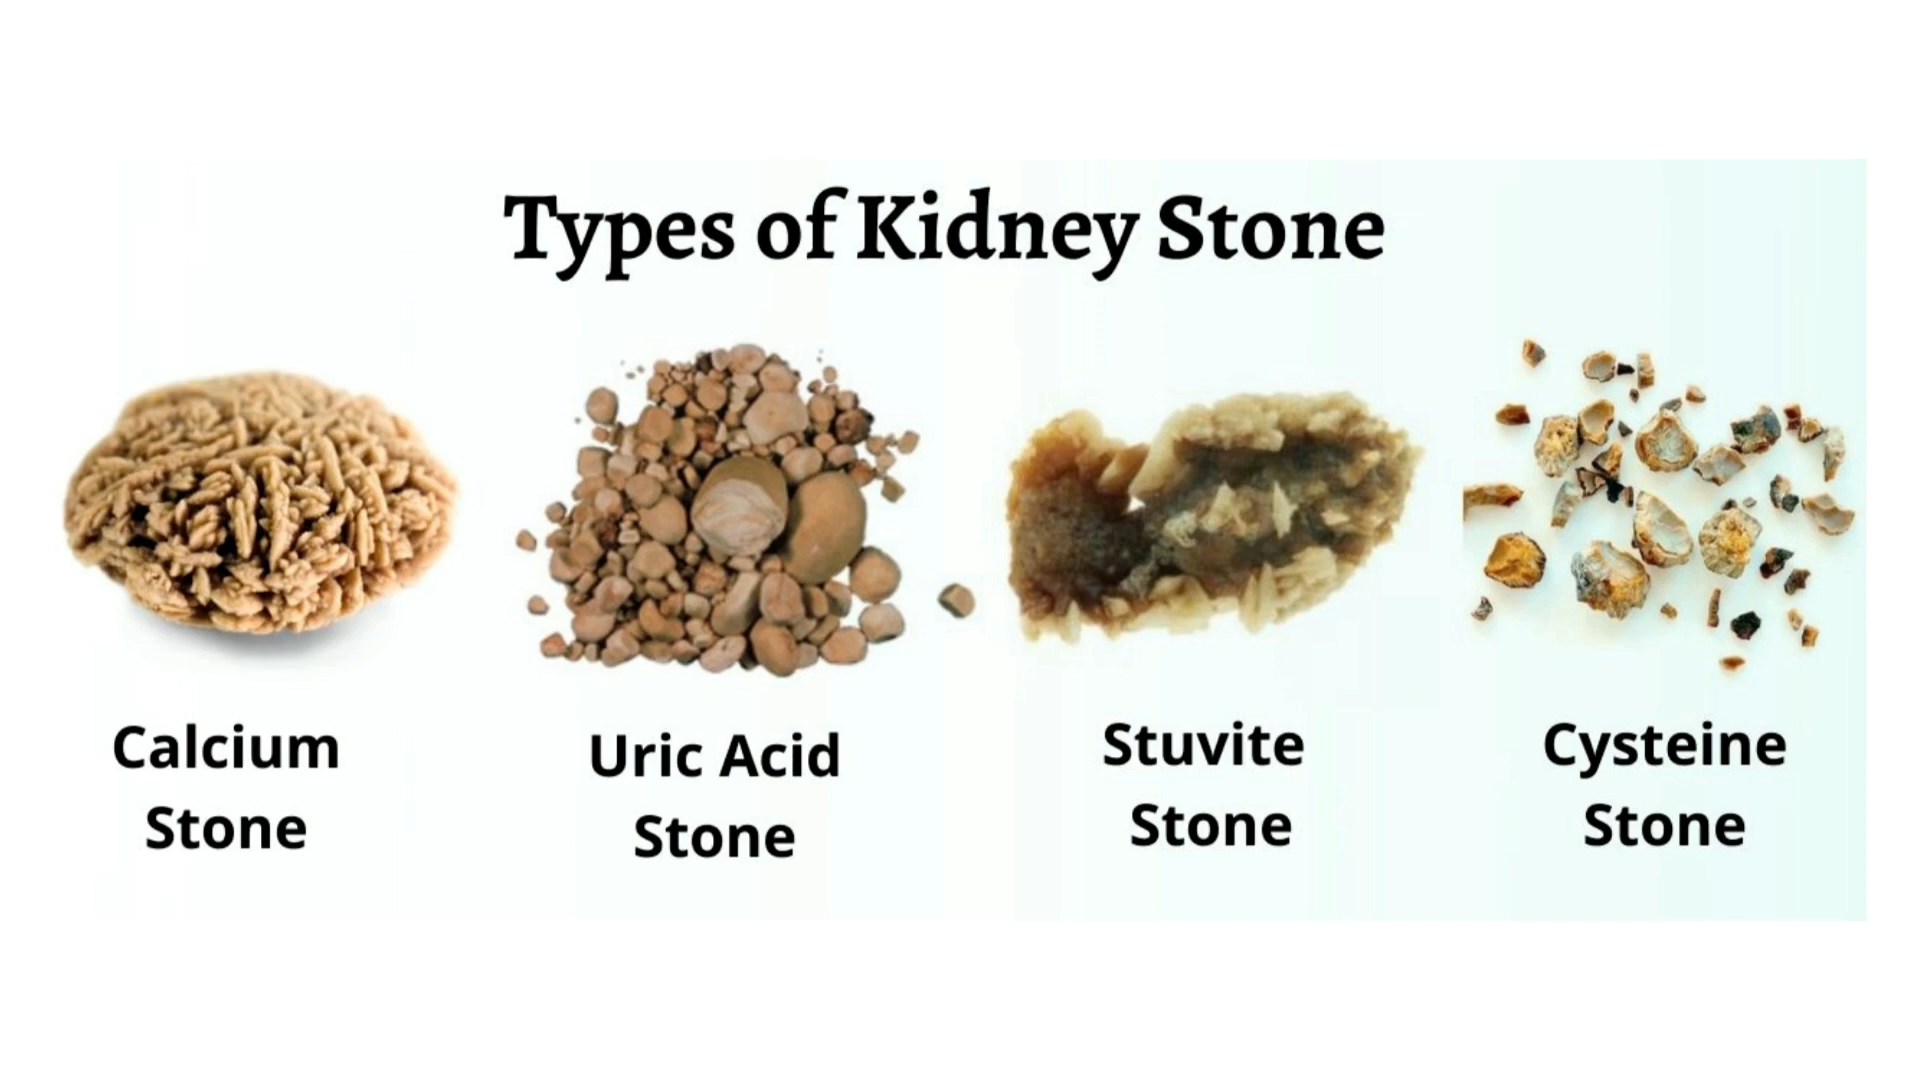 Types of Kidney Stone
Calcium
Stone
Uric Acid
Stone
Stuvite
Stone
Cysteine
Stone